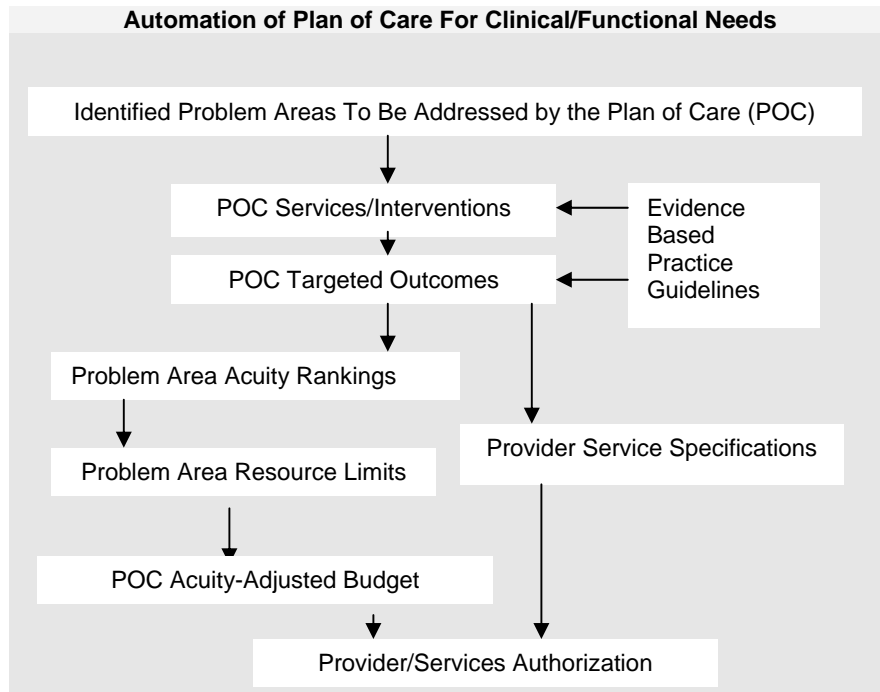 Automation of Plan of Care For Clinical/Functional Needs
Identified Problem Areas To Be Addressed by the Plan of Care (POC)
POC Services/Interventions
Evidence
Based
Practice
Guidelines
POC Targeted Outcomes
Problem Area Acuity Rankings
Provider Service Specifications
Problem Area Resource Limits
POC Acuity-Adjusted Budget
Provider/Services Authorization